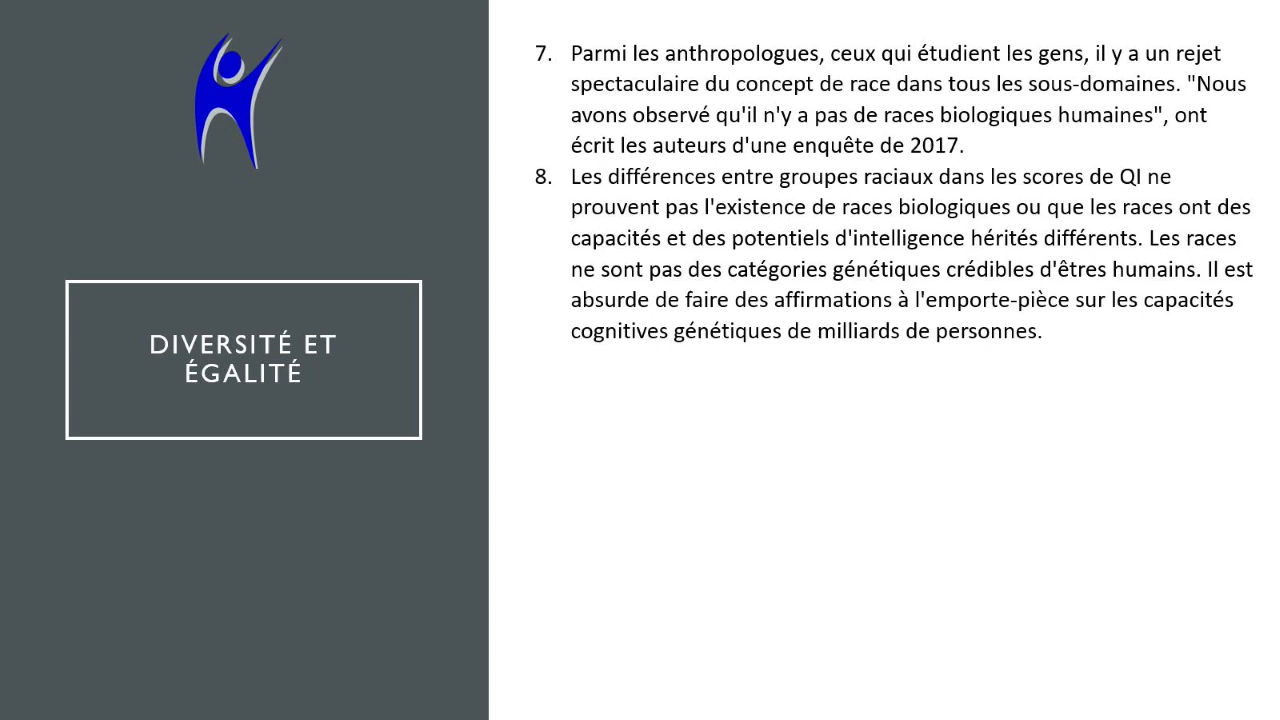 DIVERSITÉ ET
ÉGALITÉ
7. Parmi les anthropologues, ceux qui étudient les gens, il y a un rejet
spectaculaire du concept de race dans tous les sous-domaines. "Nous
avons observé qu'il n'y a pas de races biologiques humaines", ont
écrit les auteurs d'une enquête de 2017.
8. Les différences entre groupes raciaux dans les scores de QI ne
prouvent pas l'existence de races biologiques ou que les races ont des
capacités et des potentiels d'intelligence hérités différents. Les races
ne sont pas des catégories génétiques crédibles d'êtres humains. Il est
absurde de faire des affirmations à l'emporte-pièce sur les capacités
cognitives génétiques de milliards de personnes.